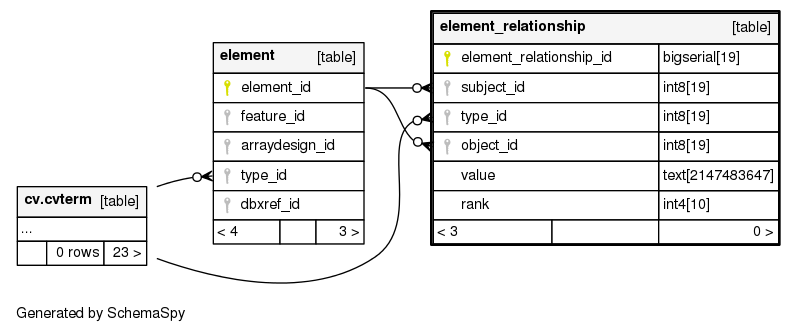 element [table]
element_id
feature_id
arraydesign_id
type_id
dbxref_id
< 4 3 >
element_relationship [table]
element_relationship_id bigserial[19]
subject_id int8[19]
type_id int8[19]
object_id int8[19]
value text[2147483647]
rank int4[10]
< 3 0 >
cv.cvterm [table]
...
0 rows 23 >
Generated by SchemaSpy